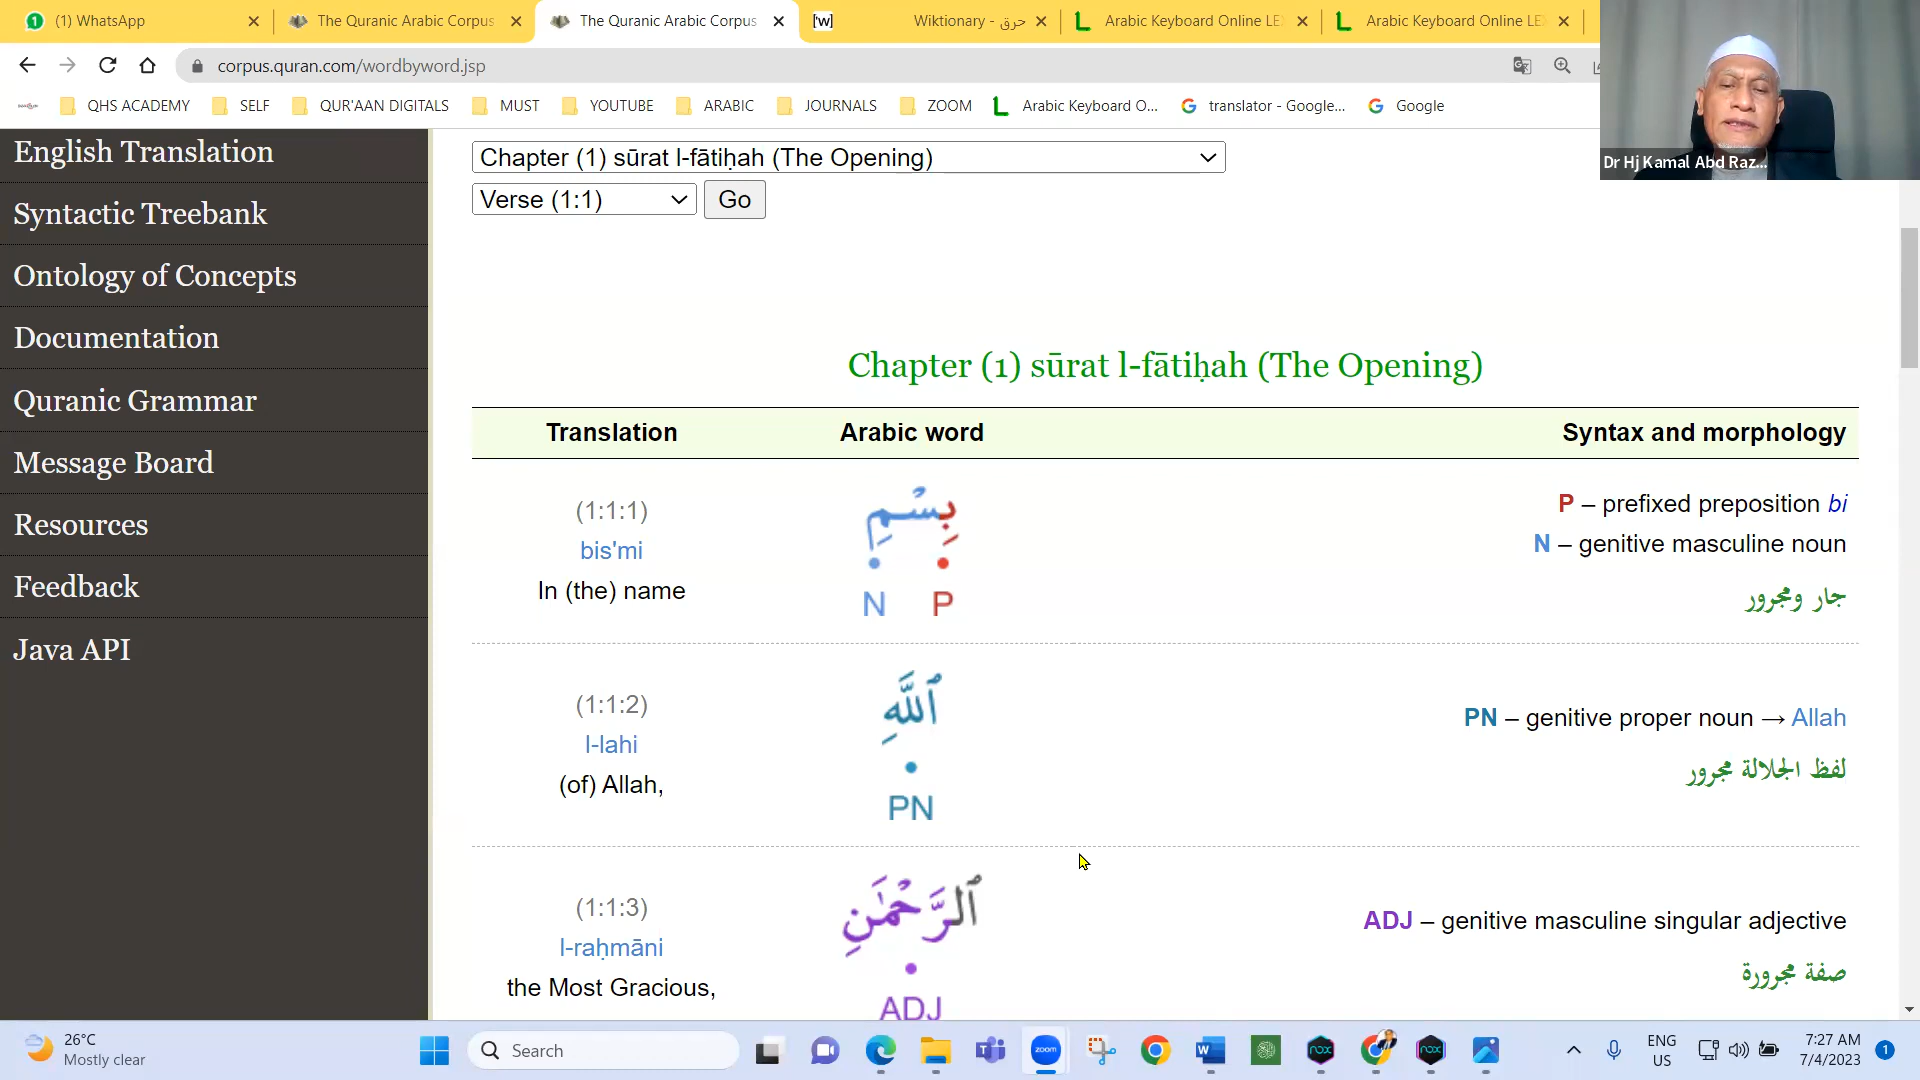 (1) WhatsApp
The Quranic Arabic Corpus
The Quranic Arabic Corpus
['w]
Wiktionary - حرق
Arabic Keyboard Online LE
Arabic Keyboard Online LE
corpus.quran.com/wordbyword.jsp
QHS ACADEMY
SELF
QUR'AAN DIGITALS
MUST
YOUTUBE
ARABIC
JOURNALS
ZOOM
Arabic Keyboard O...
translator - Google...
Google
Dr Hj Kamal Abd Raz...
English Translation
Syntactic Treebank
Ontology of Concepts
Documentation
Quranic Grammar
Message Board
Resources
Feedback
Java API
Chapter (1) sūrat l-fātiḥah (The Opening)
Verse (1:1)
Go
Chapter (1) sūrat l-fātiḥah (The Opening)
Translation Arabic word Syntax and morphology
(1:1:1)
bis'mi
In (the) name
بِسْمِ
N P
P – prefixed preposition bi
N – genitive masculine noun
جار ومجرور
(1:1:2)
l-lahi
(of) Allah,
ٱللَّهِ
PN
PN – genitive proper noun → Allah
لفظ الجلالة مجرور
(1:1:3)
l-raḥmāni
the Most Gracious,
ٱلرَّحْمَٰنِ
ADJ
ADJ – genitive masculine singular adjective
صفة مجرورة
26°C
Mostly clear
Search
zoom
ENG
US
7:27 AM
7/4/2023
1